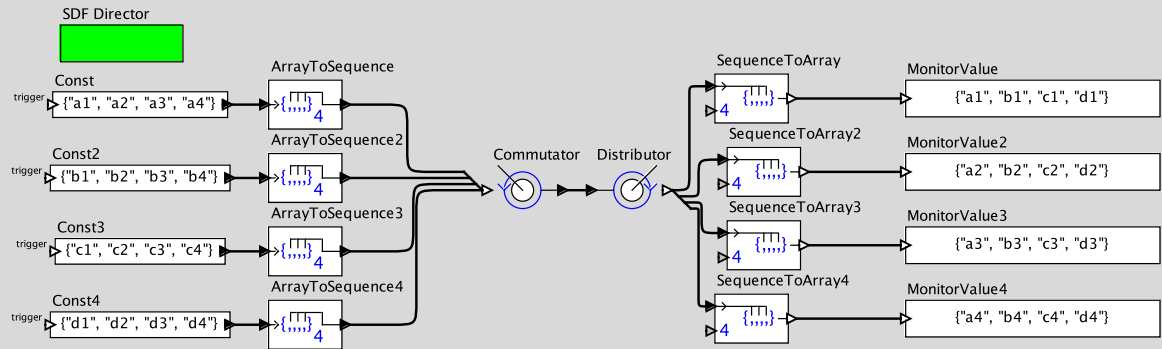 SDF Director
Const
trigger
{"a1", "a2", "a3", "a4"}
ArrayToSequence
{,,,,}
4
Const2
trigger
{"b1", "b2", "b3", "b4"}
ArrayToSequence2
{,,,,}
4
Const3
trigger
{"c1", "c2", "c3", "c4"}
ArrayToSequence3
{,,,,}
4
Const4
trigger
{"d1", "d2", "d3", "d4"}
ArrayToSequence4
{,,,,}
4
Commutator
Distributor
SequenceToArray
{,,,,}
4
MonitorValue
{"a1", "b1", "c1", "d1"}
SequenceToArray2
{,,,,}
4
MonitorValue2
{"a2", "b2", "c2", "d2"}
SequenceToArray3
{,,,,}
4
MonitorValue3
{"a3", "b3", "c3", "d3"}
SequenceToArray4
{,,,,}
4
MonitorValue4
{"a4", "b4", "c4", "d4"}